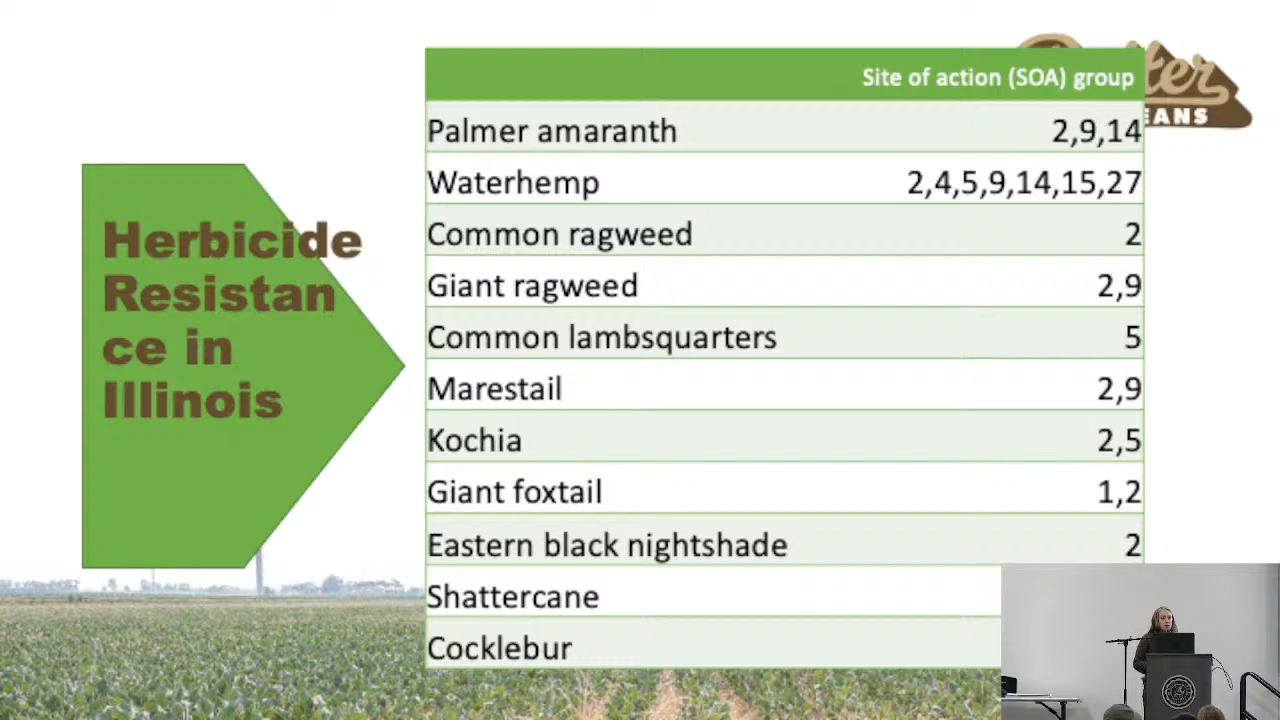 Site of action (SOA) group
Herbicide
Resistan
ce in
Illinois
Palmer amaranth 2,9,14
Waterhemp 2,4,5,9,14,15,27
Common ragweed 2
Giant ragweed 2,9
Common lambsquarters 5
Marestail 2,9
Kochia 2,5
Giant foxtail 1,2
Eastern black nightshade 2
Shattercane
Cocklebur